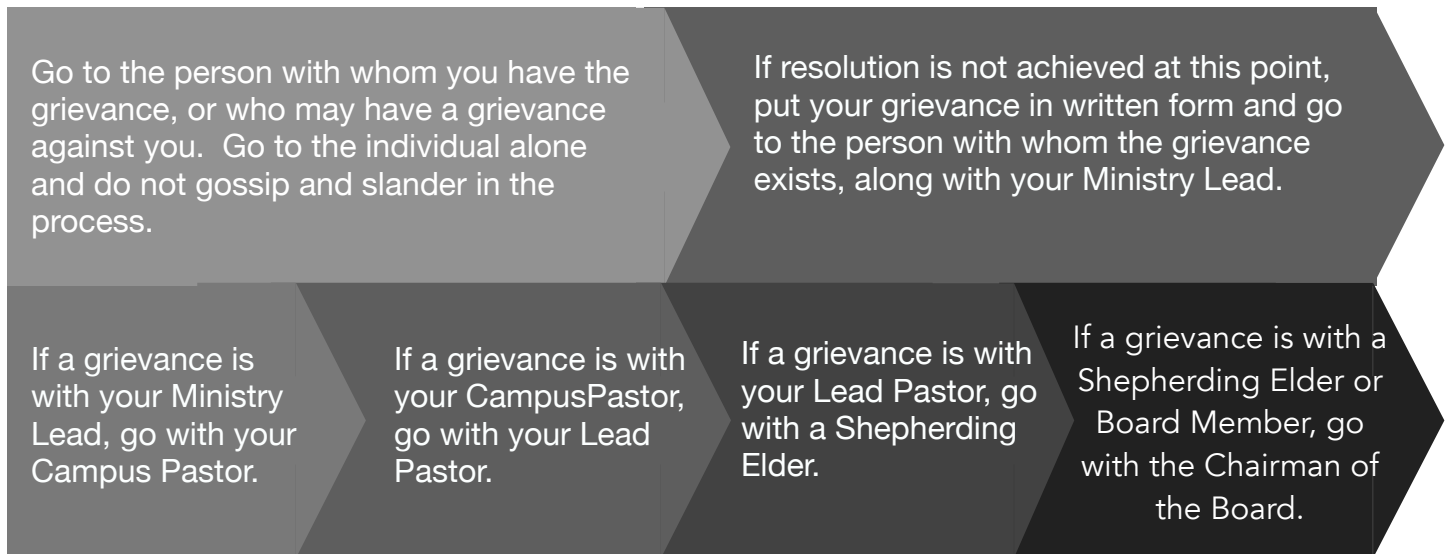 Go to the person with whom you have the
grievance, or who may have a grievance
against you.  Go to the individual alone
and do not gossip and slander in the
process.
If resolution is not achieved at this point,
put your grievance in written form and go
to the person with whom the grievance
exists, along with your Ministry Lead.
If a grievance is
with your Ministry
Lead, go with your
Campus Pastor.
If a grievance is with
your CampusPastor,
go with your Lead
Pastor.
If a grievance is with
your Lead Pastor, go
with a Shepherding
Elder.
If a grievance is with a
Shepherding Elder or
Board Member, go
with the Chairman of
the Board.